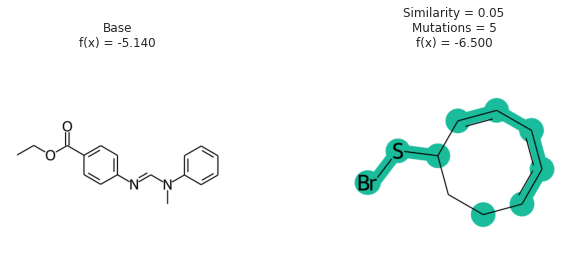 Base
f(x) = -5.140
Similarity = 0.05
Mutations = 5
f(x) = -6.500
O
O
N
N
S
Br